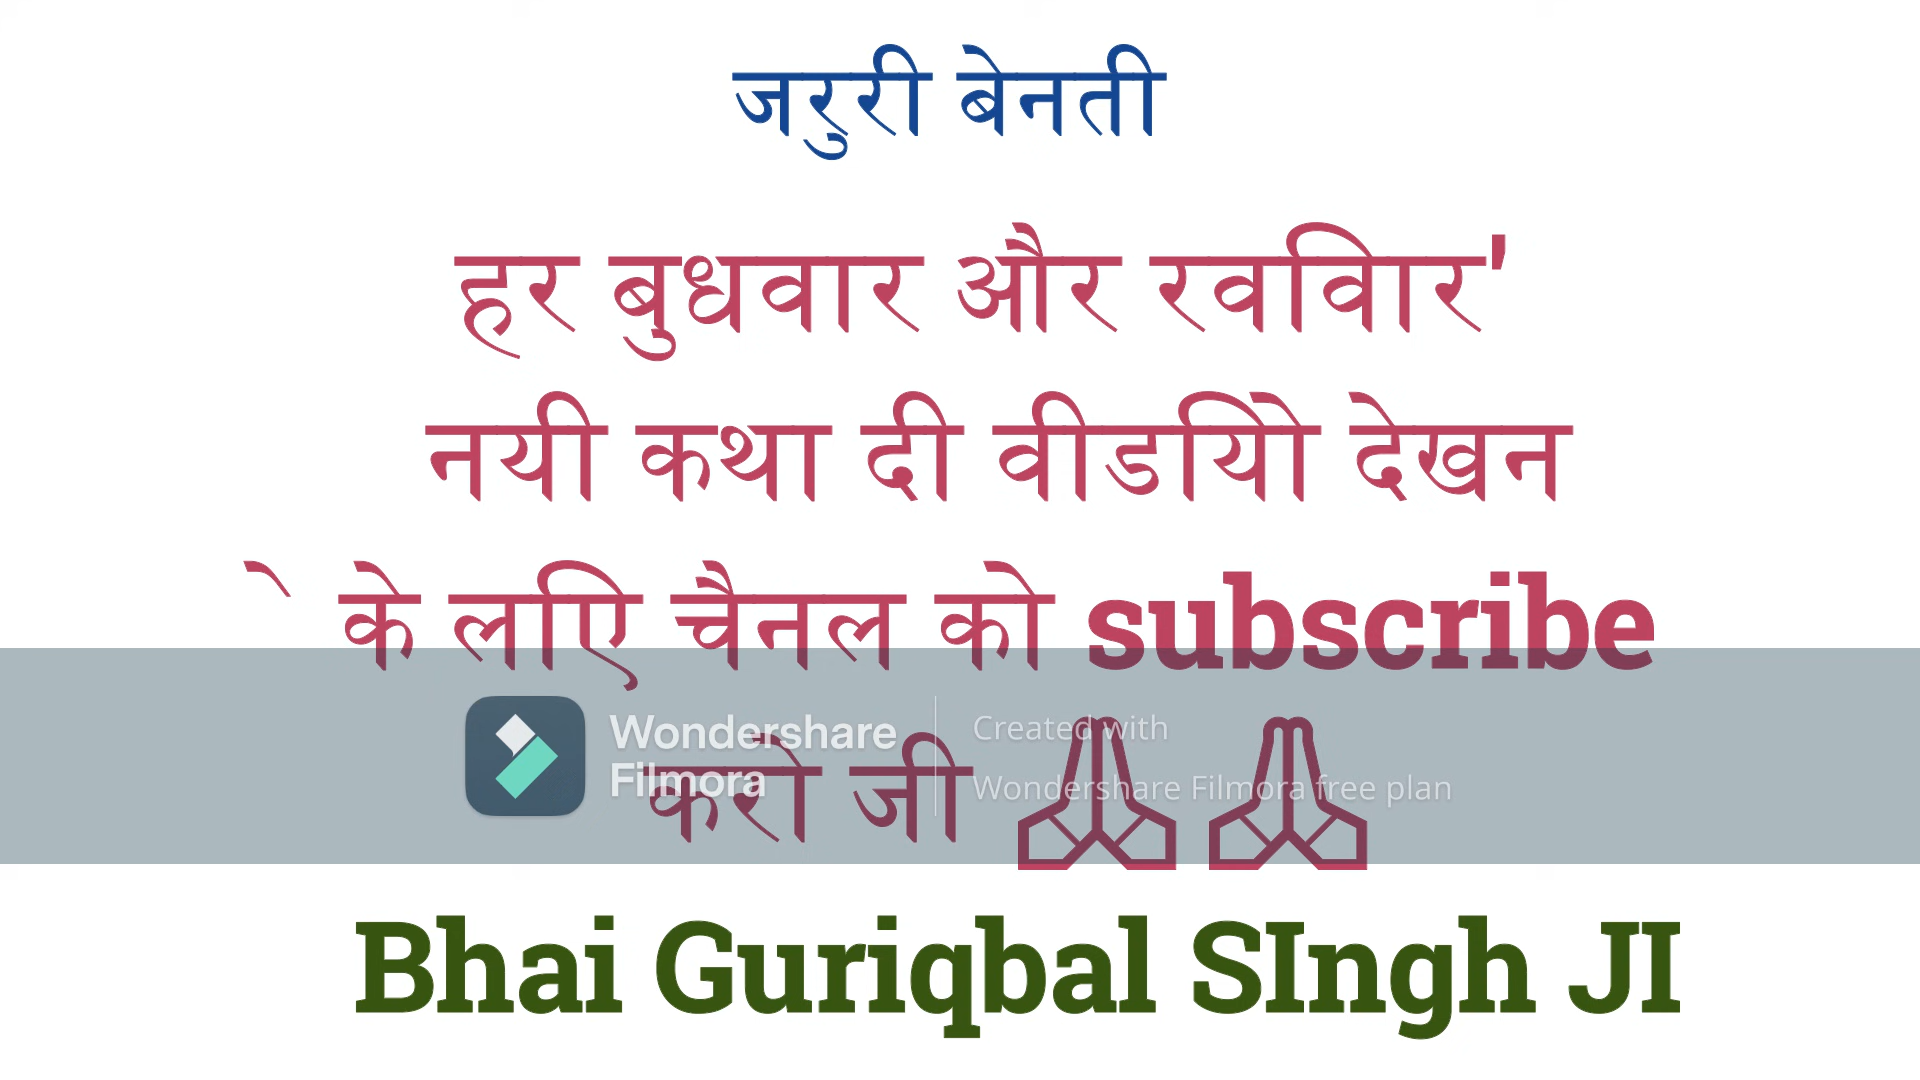 जरुरी बेनती
हर बुधवार और रविवार'
नयी कथा दी वीडियो देखन
े के लिए चैनल को subscribe
करो जी 🙏 🙏
Wondershare
Filmora
Created with
Wondershare Filmora free plan
Bhai Guriqbal SIngh JI